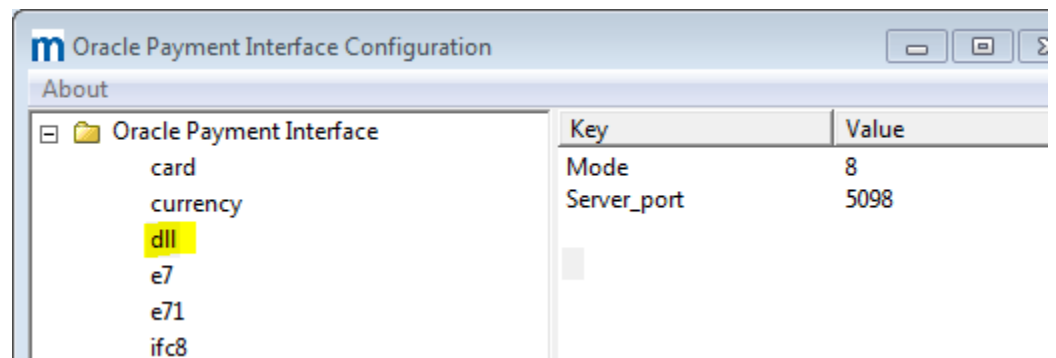 m Oracle Payment Interface Configuration
About
Oracle Payment Interface
card
currency
dll
e7
e71
ifc8
Key Value
Mode 8
Server_port 5098